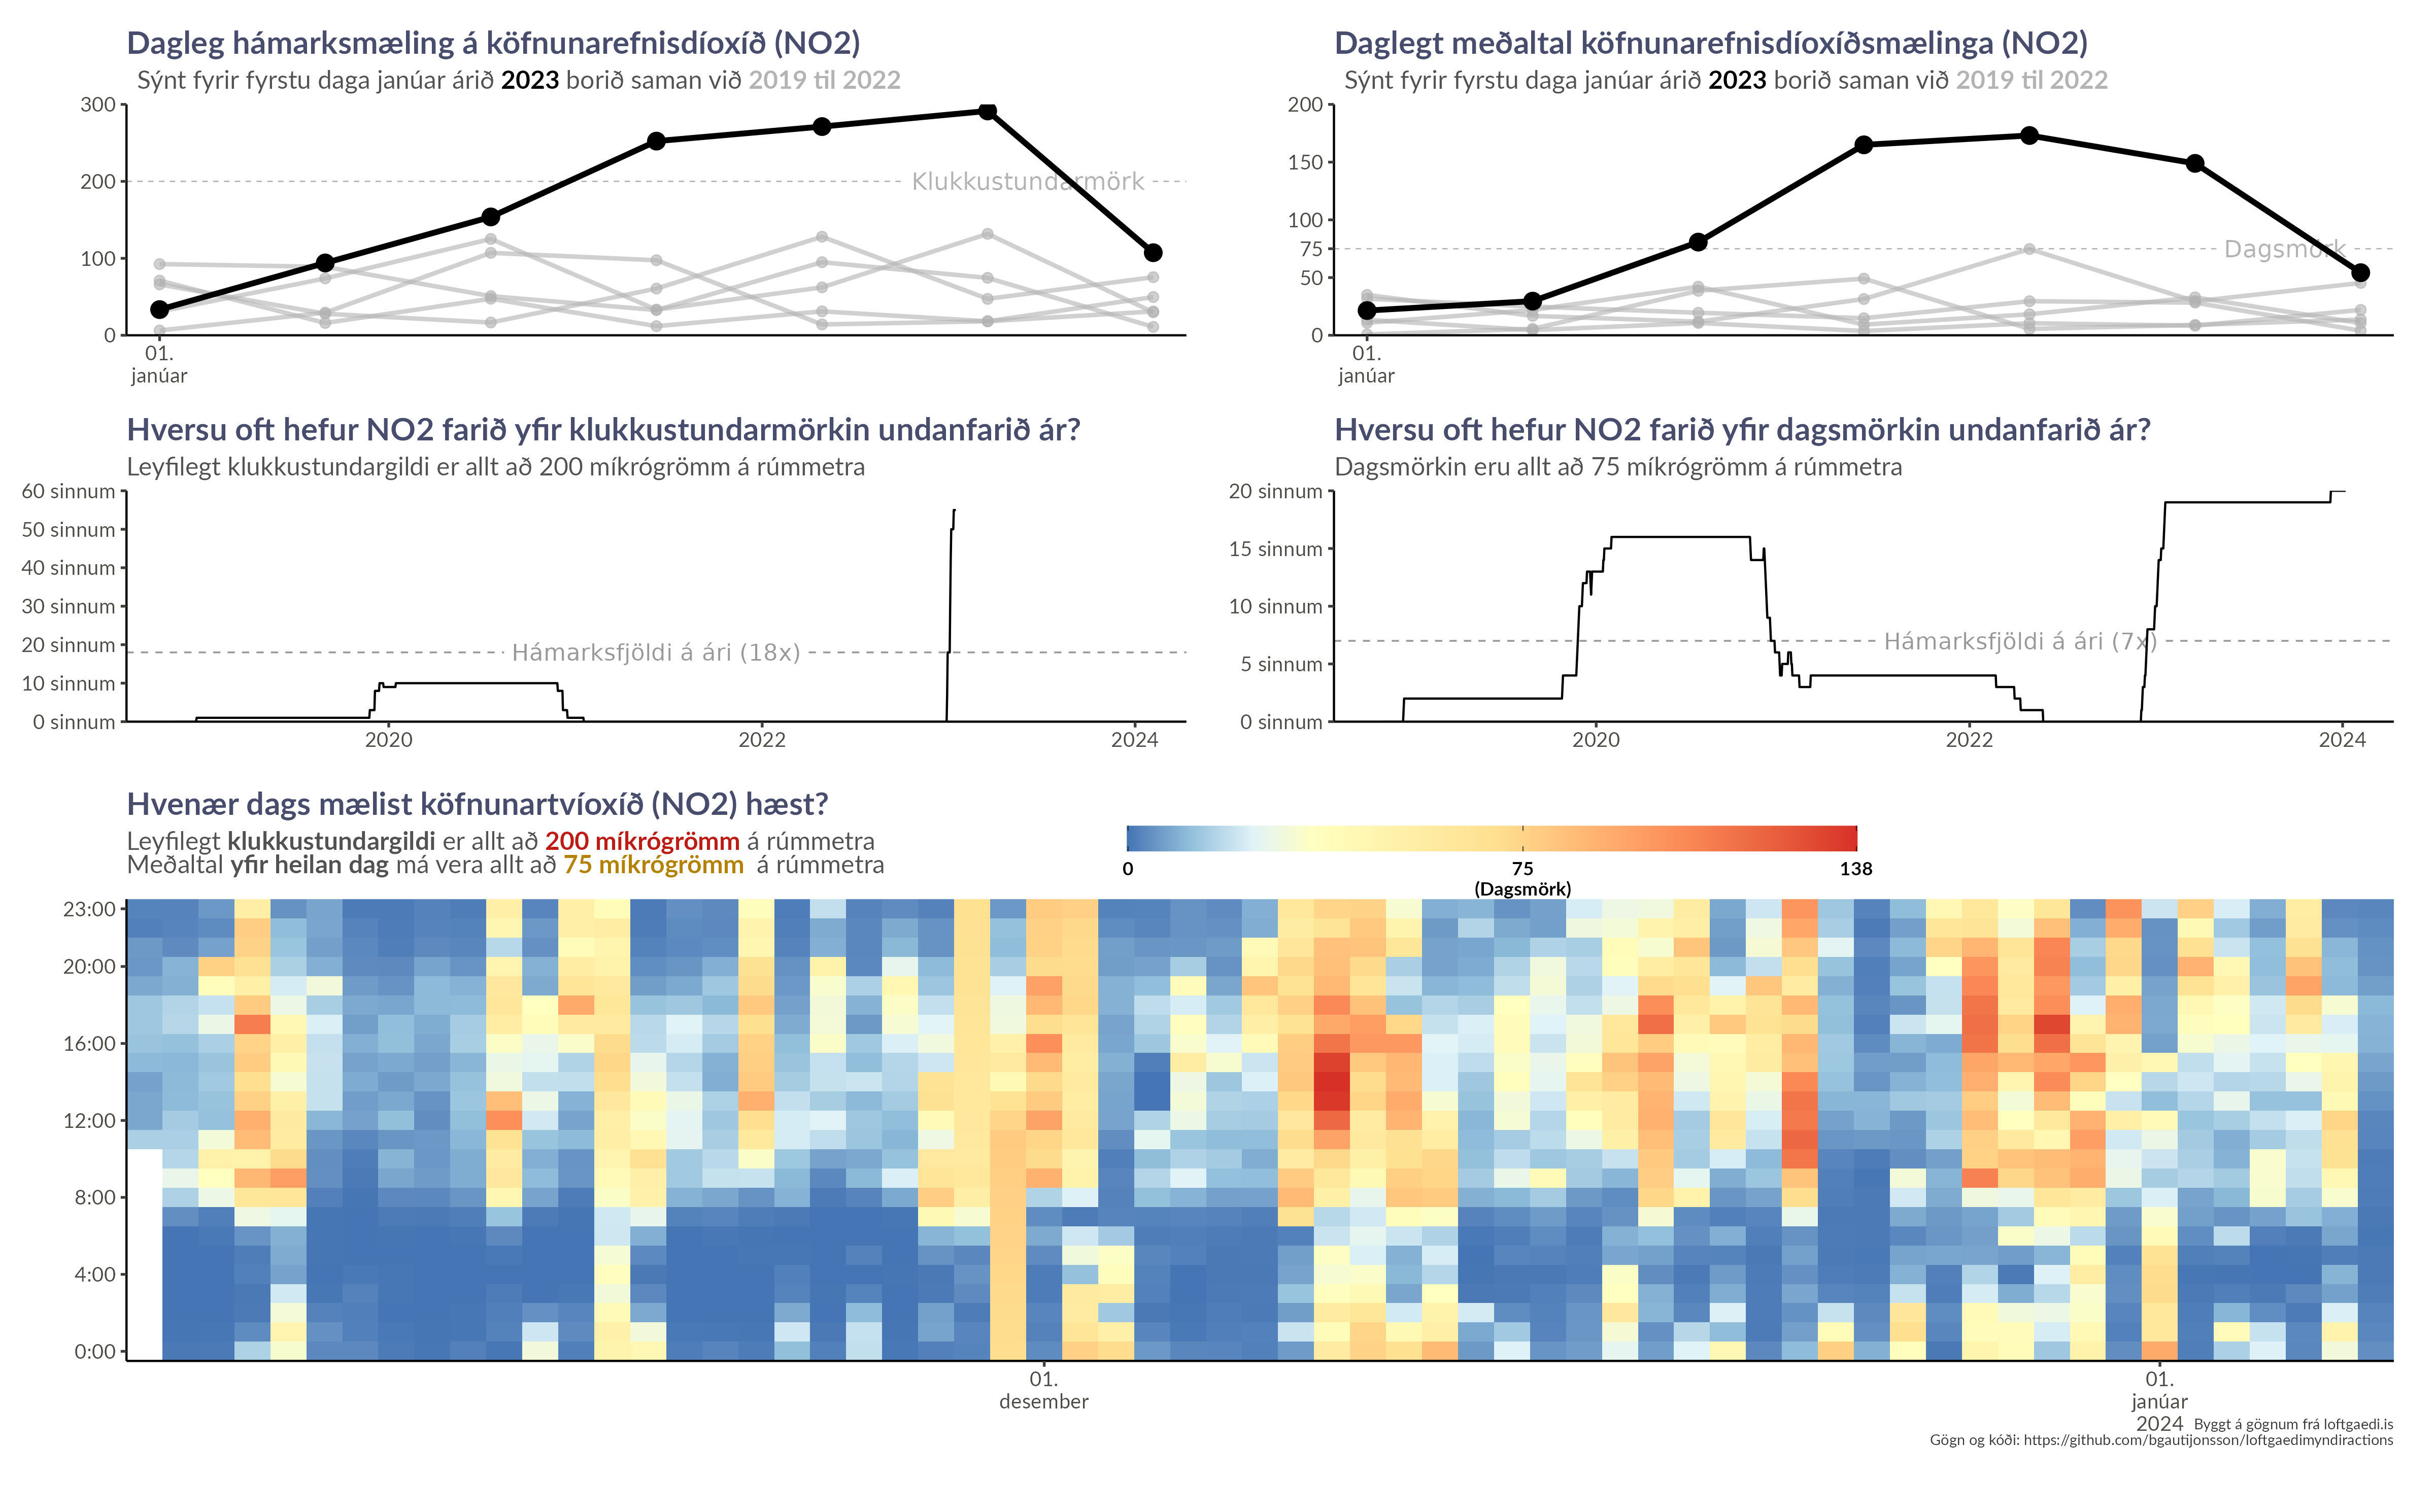 Dagleg hámarksmæling á köfnunarefnisdíoxíð (NO2)
Sýnt fyrir fyrstu daga janúar árið 2023 borið saman við 2019 til 2022
300
200
100
0
Klukkustundarmörk
01.
janúar
Daglegt meðaltal köfnunarefnisdíoxíðsmælinga (NO2)
Sýnt fyrir fyrstu daga janúar árið 2023 borið saman við 2019 til 2022
200
150
100
75
50
0
Dagsmörk
01.
janúar
Hversu oft hefur NO2 farið yfir klukkustundarmörkin undanfarið ár?
Leyfilegt klukkustundargildi er allt að 200 míkrógrömm á rúmmetra
60 sinnum
50 sinnum
40 sinnum
30 sinnum
20 sinnum
10 sinnum
0 sinnum
Hámarksfjöldi á ári (18x)
2020
2022
2024
Hversu oft hefur NO2 farið yfir dagsmörkin undanfarið ár?
Dagsmörkin eru allt að 75 míkrógrömm á rúmmetra
20 sinnum
15 sinnum
10 sinnum
5 sinnum
0 sinnum
Hámarksfjöldi á ári (7x)
2020
2022
2024
Hvenær dags mælist köfnunartvíoxíð (NO2) hæst?
Leyfilegt klukkustundargildi er allt að 200 míkrógrömm á rúmmetra
Meðaltal yfir heilan dag má vera allt að 75 míkrógrömm á rúmmetra
0
75
(Dagsmörk)
138
23:00
20:00
16:00
12:00
8:00
4:00
0:00
01.
desember
01.
janúar
2024
Byggt á gögnum frá loftgaedi.is
Gögn og kóði: https://github.com/bgautijonsson/loftgaedimyndiractions